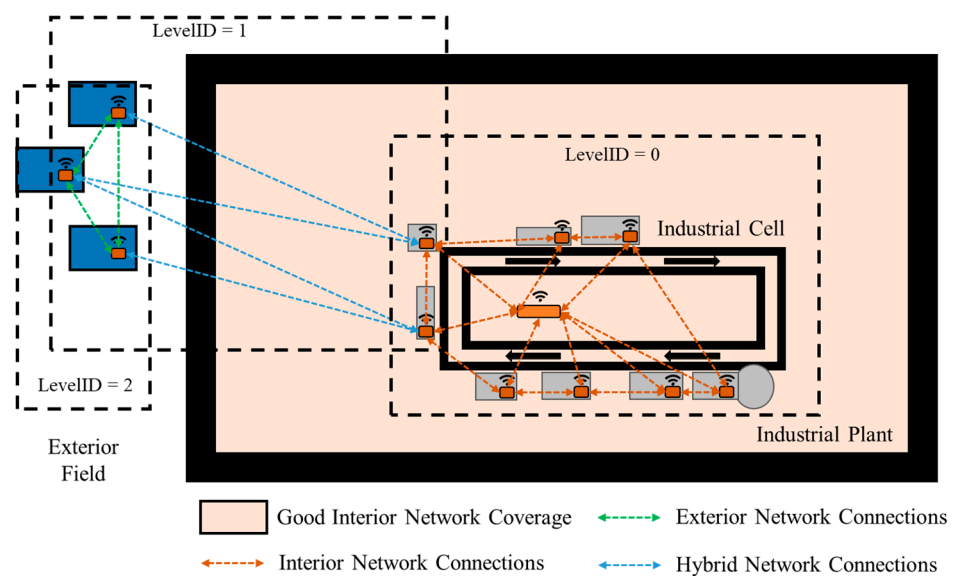 LevelID = 1
LevelID = 0
Industrial Cell
LevelID = 2
Industrial Plant
Exterior
Field
Good Interior Network Coverage
Exterior Network Connections
Interior Network Connections
Hybrid Network Connections